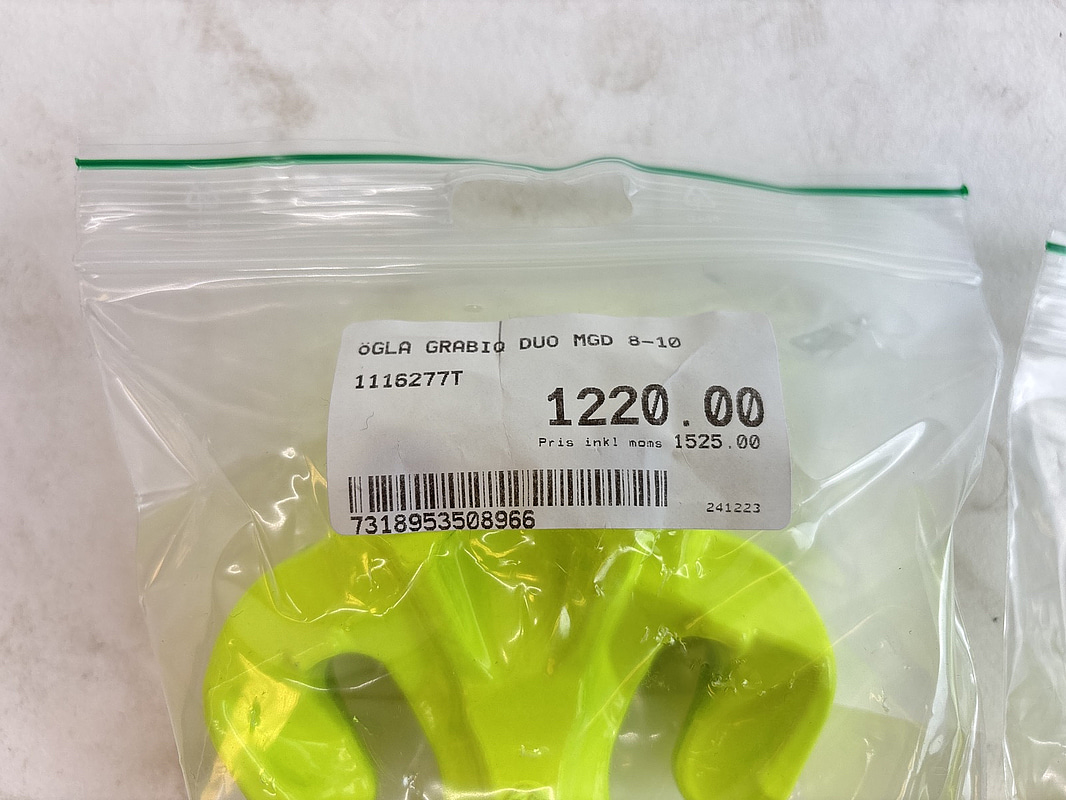 öGLA GRABIQ DUO MGD 8-10
1116277T
1220.00
Pris inkl moms 1525.00
7318953508966
241223